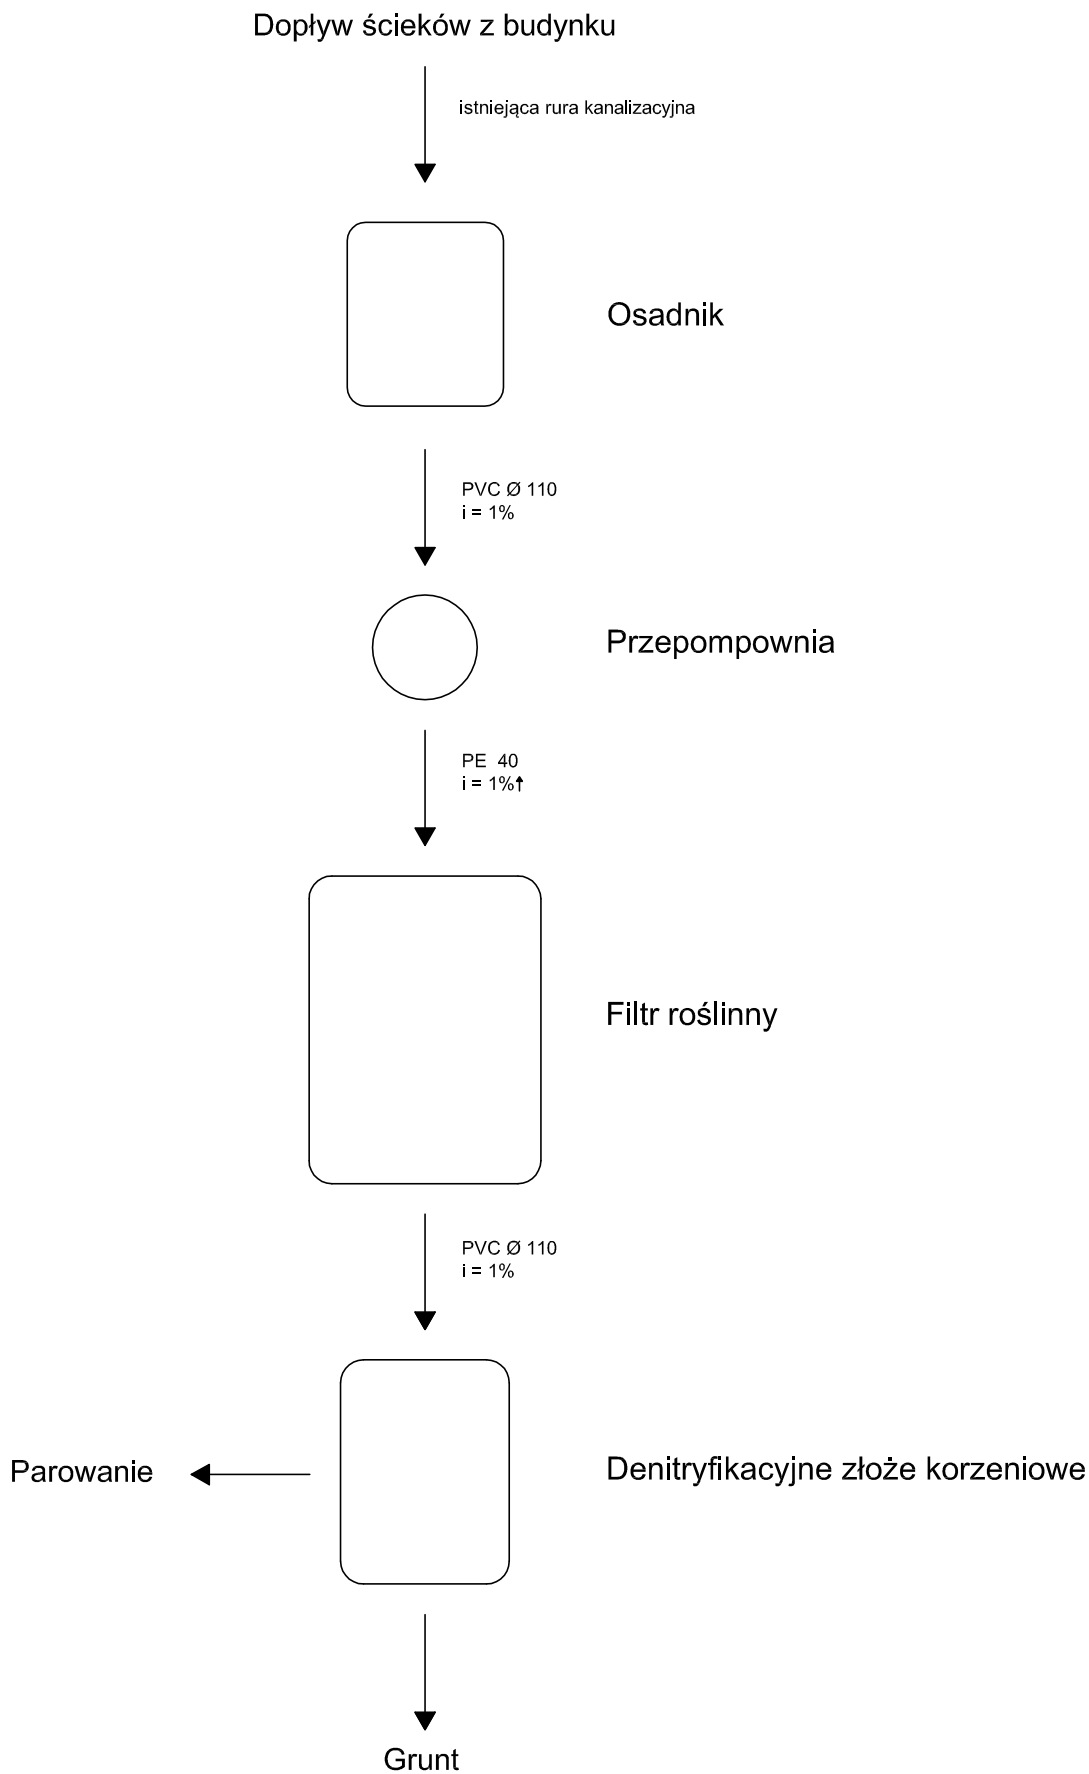 Dopływ ścieków z budynku
istniejąca rura kanalizacyjna
Osadnik
PVC Ø 110
i = 1%
Przepompownia
PE 40
i = 1%↑
Filtr roślinny
PVC Ø 110
i = 1%
Parowanie
Denitryfikacyjne złoże korzeniowe
Grunt